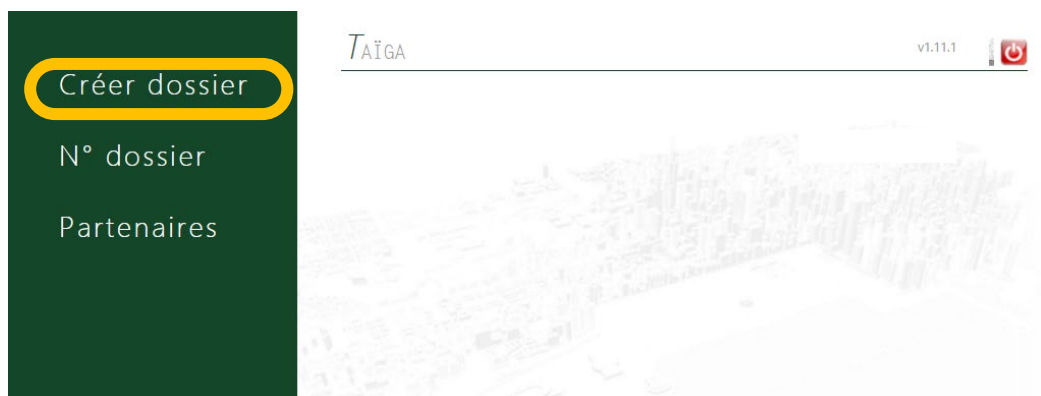 Créer dossier
N° dossier
Partenaires
TAÏGA
v1.11.1